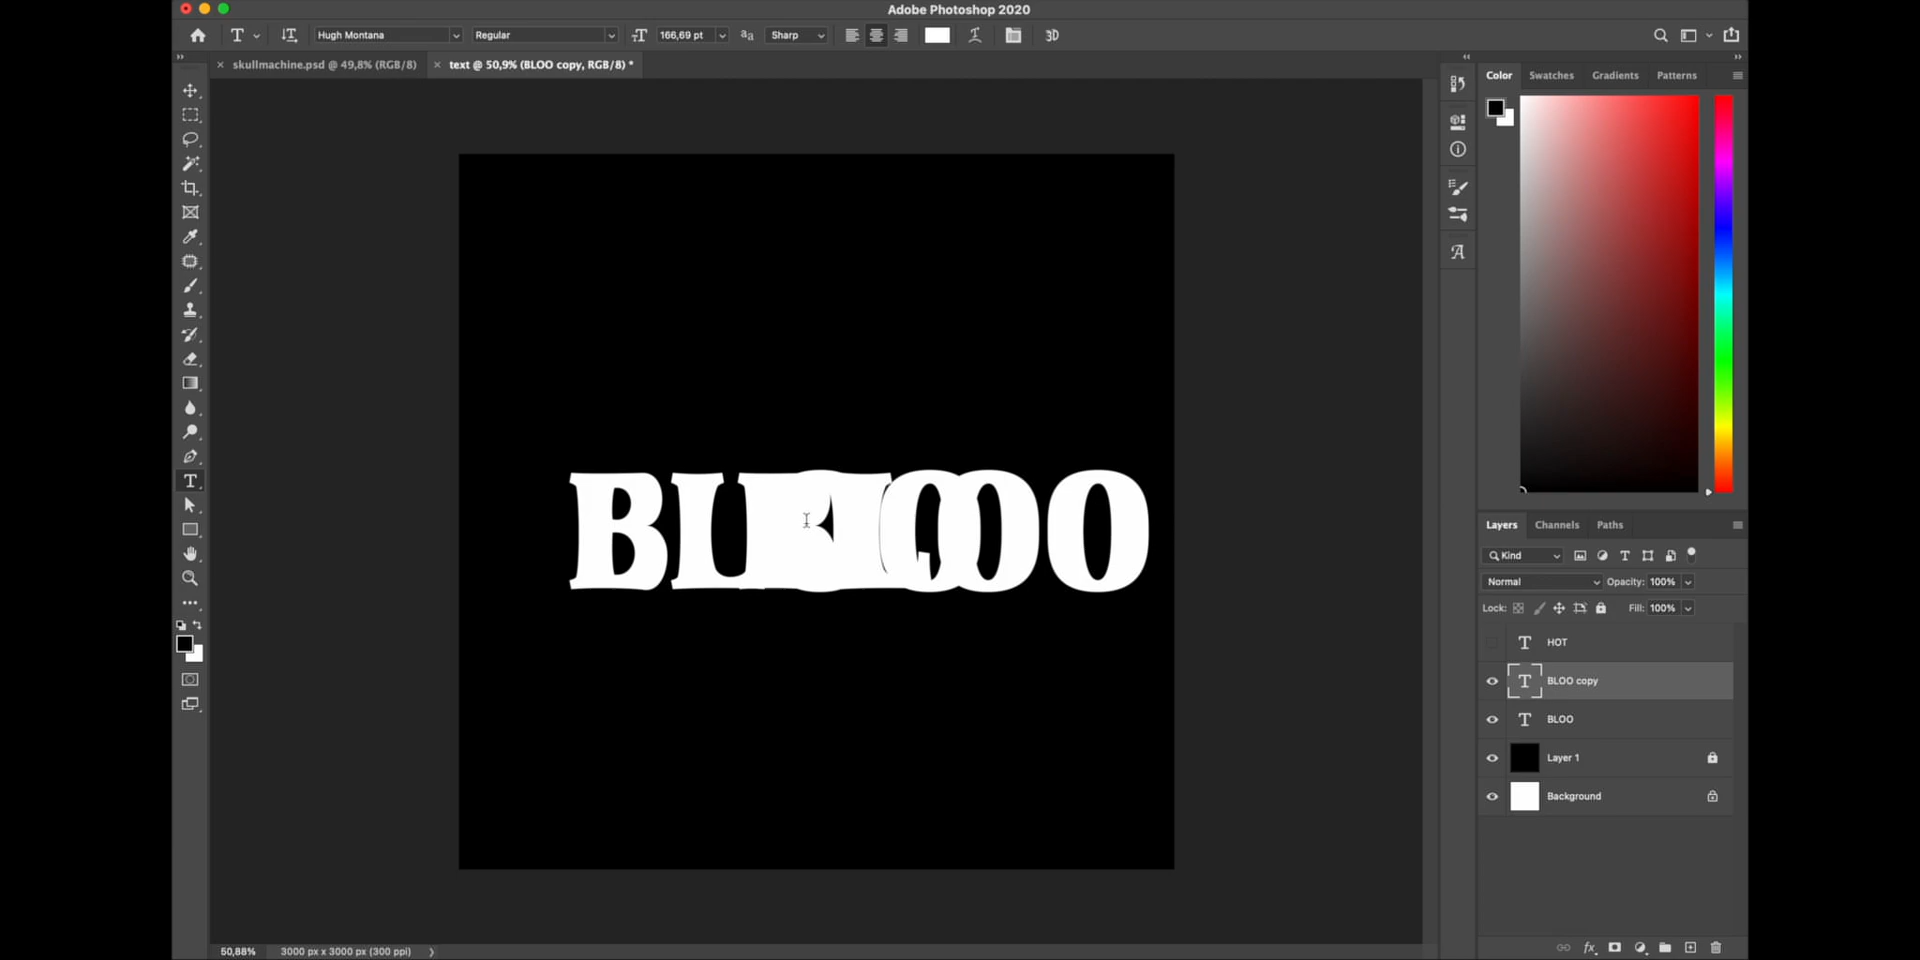 Adobe Photoshop 2020
Hugh Montana Regular 166,69 pt Sharp 3D
skullmachine.psd @ 49,8% (RGB/8) text @ 50,9% (BLOO copy, RGB/8) *
Color Swatches Gradients Patterns
BLOO
Layers Channels Paths
Kind
Normal Opacity: 100%
Lock: Fill: 100%
HOT
BLOO copy
BLOO
Layer 1
Background
50,88% 3000 px x 3000 px (300 ppi)